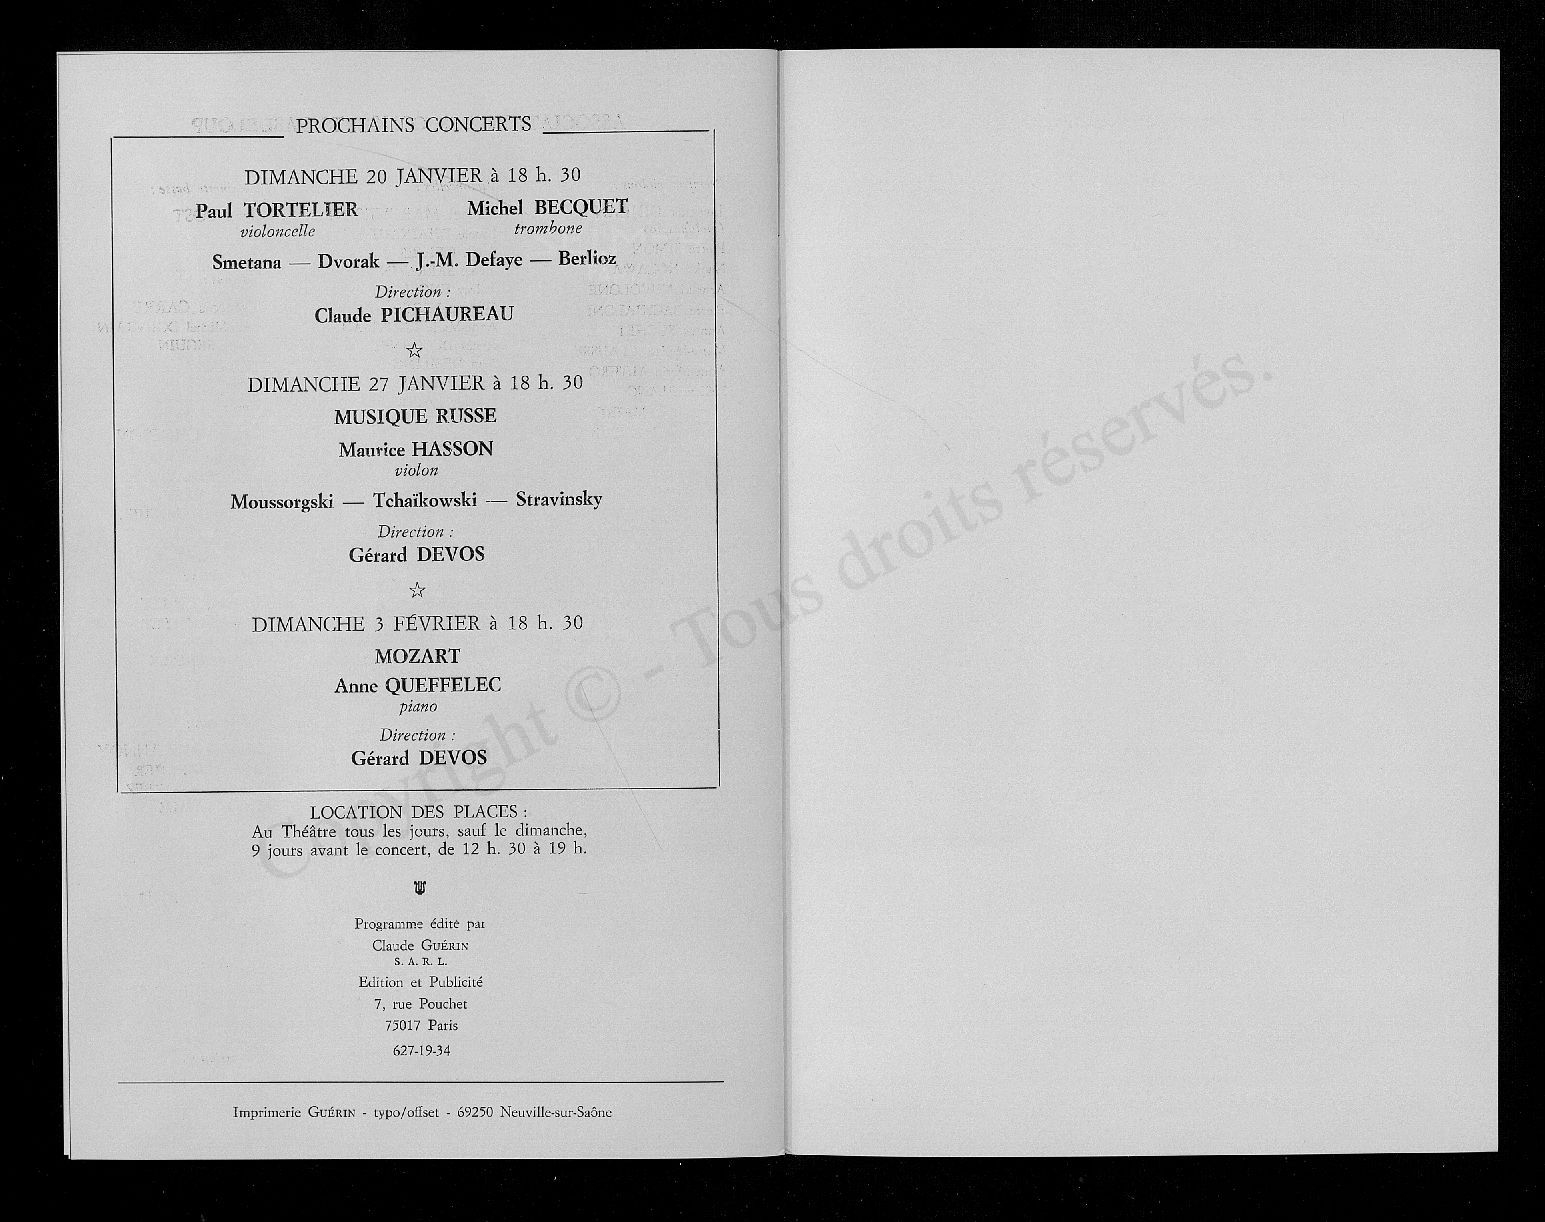 PROCHAINS CONCERTS
DIMANCHE 20 JANVIER à 18 h. 30
Paul TORTELIER Michel BECQUET
violoncelle trombone
Smetana — Dvorak — J.-M. Defaye — Berlioz
Direction :
Claude PICHAUREAU
☆
DIMANCHE 27 JANVIER à 18 h. 30
MUSIQUE RUSSE
Maurice HASSON
violon
Moussorgski — Tchaïkowski — Stravinsky
Direction :
Gérard DEVOS
☆
DIMANCHE 3 FÉVRIER à 18 h. 30
MOZART
Anne QUEFFELEC
piano
Direction :
Gérard DEVOS
LOCATION DES PLACES :
Au Théâtre tous les jours, sauf le dimanche,
9 jours avant le concert, de 12 h. 30 à 19 h.
Programme édité par
Claude GUÉRIN
S. A. R. L.
Edition et Publicité
7, rue Pouchet
75017 Paris
627-19-34
Imprimerie GUÉRIN - typo/offset - 69250 Neuville-sur-Saône
Copyright © - Tous droits réservés.